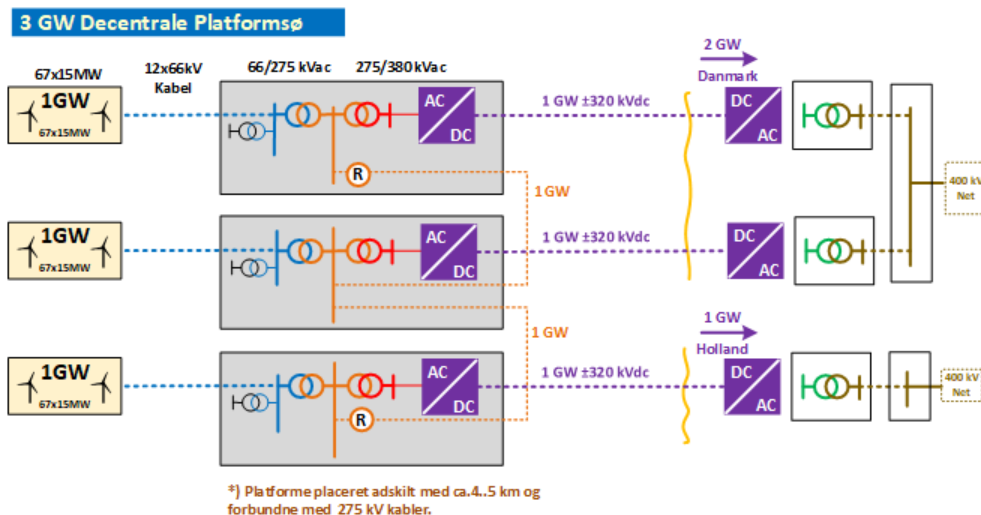 3 GW Decentrale Platformsø
67x15MW
12x66kV
Kabel
66/275 kVac
275/380kVac
2 GW
Danmark
1GW
67x15MW
AC
DC
1 GW ±320 kVdc
DC
AC
R
1 GW
400 kV
Net
1GW
67x15MW
AC
DC
1 GW ±320 kVdc
DC
AC
1 GW
1 GW
Holland
1GW
67x15MW
AC
DC
1 GW ±320 kVdc
DC
AC
R
400 kV
Net
*) Platforme placeret adskilt med ca.4..5 km og
forbundne med 275 kV kabler.